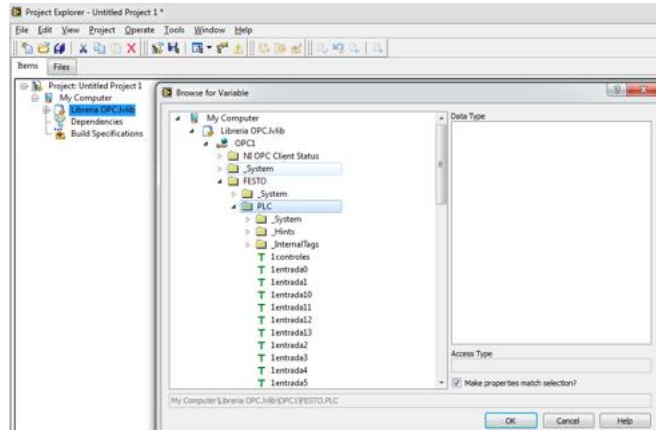 Project Explorer - Untitled Project 1 *
File Edit View Project Operate Tools Window Help
Items Files
Project: Untitled Project 1
My Computer
Libreria OPC.lvlib
Dependencies
Build Specifications
Browse for Variable
My Computer
Libreria OPC.lvlib
OPC1
NI OPC Client Status
_System
FESTO
_System
PLC
_System
_Hints
_InternalTags
1controles
1entrada0
1entrada1
1entrada10
1entrada11
1entrada12
1entrada13
1entrada2
1entrada3
1entrada4
1entrada5
Data Type
Access Type
Make properties match selection?
My Computer\Libreria OPC.lvlib\OPC1\FESTO.PLC
OK Cancel Help